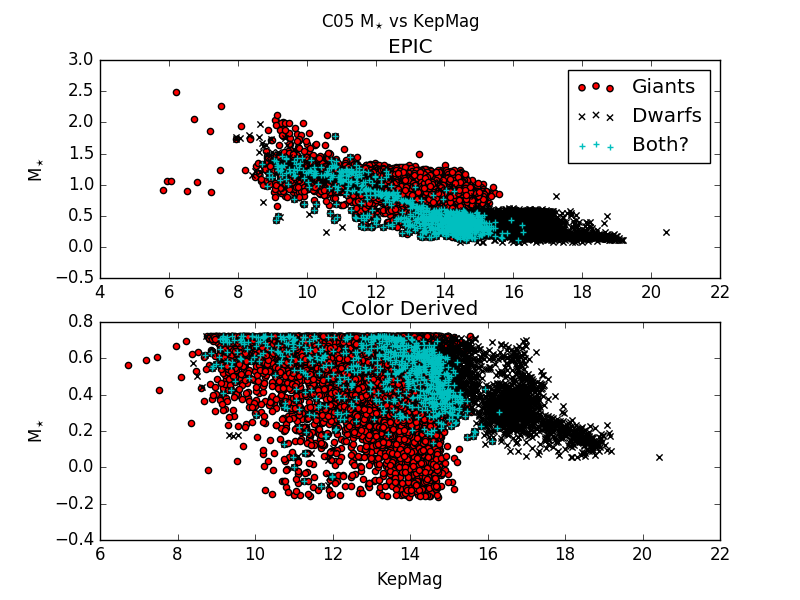 C05 M⋆ vs KepMag
EPIC
3.0
2.5
2.0
1.5
1.0
0.5
0.0
−0.5
M⋆
Giants
Dwarfs
Both?
4 6 8 10 12 14 16 18 20 22
Color Derived
0.8
0.6
0.4
0.2
0.0
−0.2
−0.4
M⋆
6 8 10 12 14 16 18 20 22
KepMag